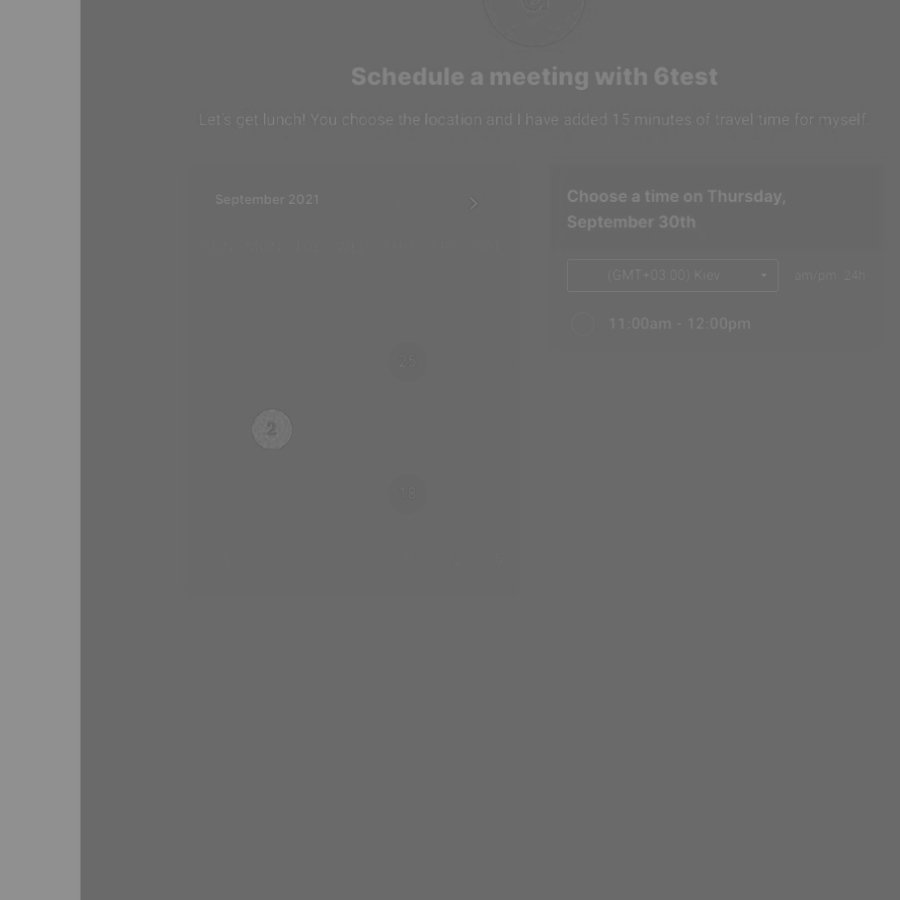 Schedule a meeting with 6test
Let's get lunch! You choose the location and I have added 15 minutes of travel time for myself.
September 2021
Choose a time on Thursday,
September 30th
(GMT+03:00) Kiev
am/pm 24h
11:00am - 12:00pm
2